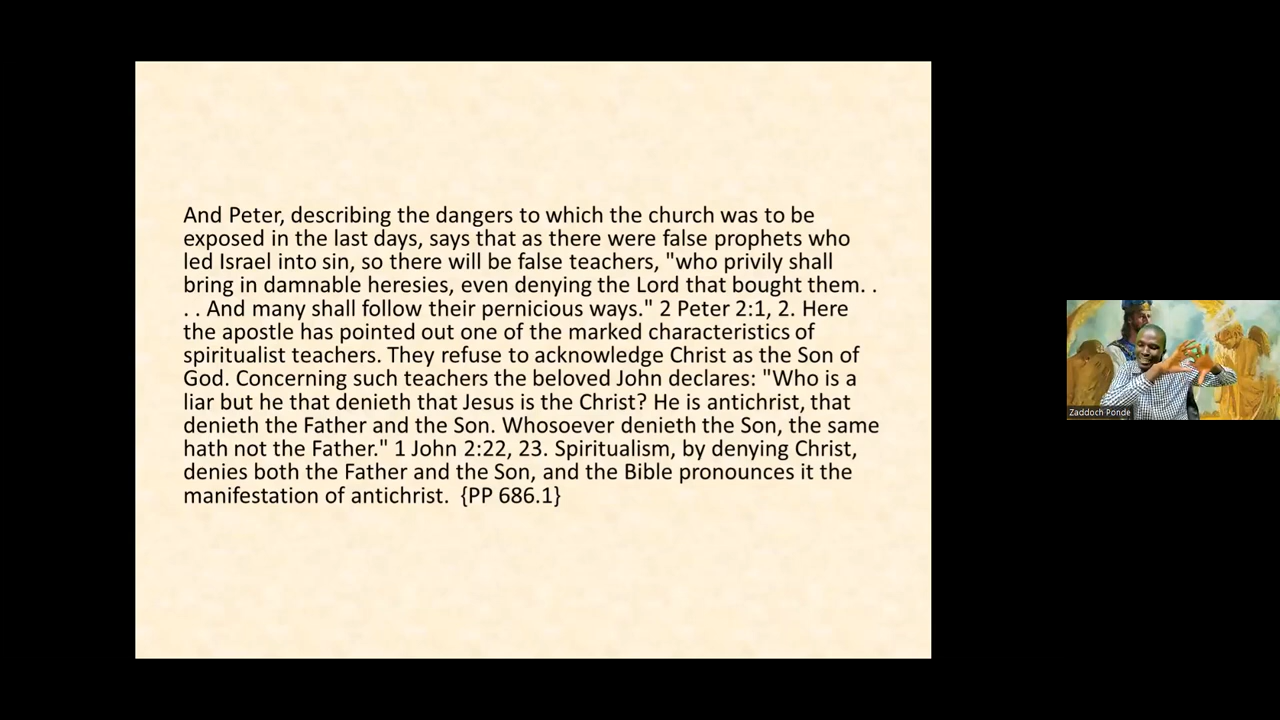 And Peter, describing the dangers to which the church was to be
exposed in the last days, says that as there were false prophets who
led Israel into sin, so there will be false teachers, "who privily shall
bring in damnable heresies, even denying the Lord that bought them. .
. . And many shall follow their pernicious ways." 2 Peter 2:1, 2. Here
the apostle has pointed out one of the marked characteristics of
spiritualist teachers. They refuse to acknowledge Christ as the Son of
God. Concerning such teachers the beloved John declares: "Who is a
liar but he that denieth that Jesus is the Christ? He is antichrist, that
denieth the Father and the Son. Whosoever denieth the Son, the same
hath not the Father." 1 John 2:22, 23. Spiritualism, by denying Christ,
denies both the Father and the Son, and the Bible pronounces it the
manifestation of antichrist.  {PP 686.1}
Zaddoch Ponde